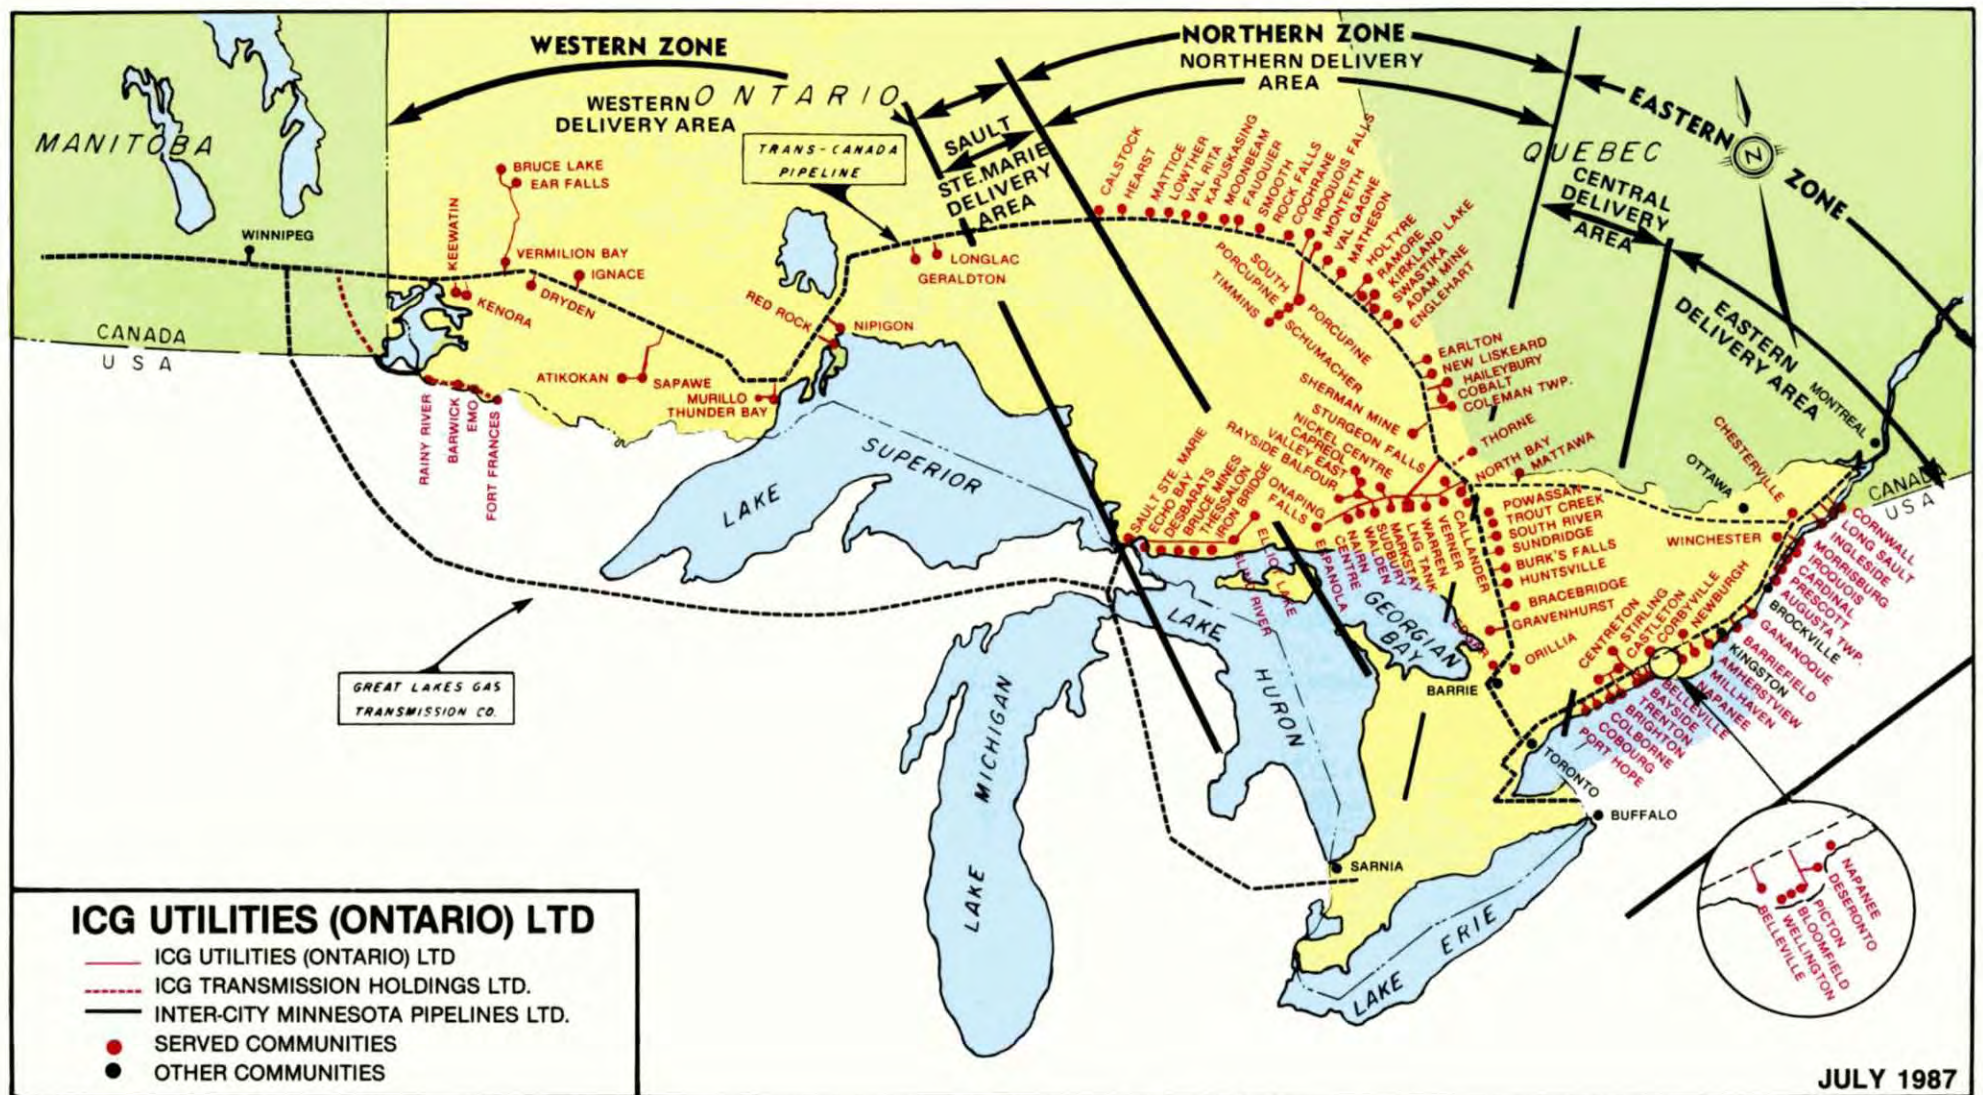 WESTERN ZONE
WESTERN
DELIVERY AREA
ONTARIO
NORTHERN ZONE
NORTHERN DELIVERY
AREA
EASTERN ZONE
SAULT
STE. MARIE
DELIVERY
AREA
QUEBEC
CENTRAL
DELIVERY
AREA
EASTERN
DELIVERY AREA
N
MANITOBA
WINNIPEG
CANADA
USA
TRANS-CANADA
PIPELINE
BRUCE LAKE
EAR FALLS
KEEWATIN
VERMILION BAY
IGNACE
KENORA
DRYDEN
ATIKOKAN
SAPAWE
MURILLO
THUNDER BAY
RED ROCK
NIPIGON
LONGLAC
GERALDTON
RAINY RIVER
BARWICK
EMO
FORT FRANCES
CALSTOCK
HEARST
MATTICE
LOWTHER
VAL RITA
KAPUSKASING
MOONBEAM
FAUQUIER
SMOOTH
ROCK FALLS
COCHRANE
IROQUOIS FALLS
MONTEITH
VAL GAGNE
MATHESON
HOLTYRE
RAMORE
KIRKLAND LAKE
SWASTIKA
ADAM MINE
ENGLEHART
SOUTH
PORCUPINE
TIMMINS
PORCUPINE
SCHUMACHER
EARLTON
NEW LISKEARD
HAILEYBURY
COBALT
COLEMAN TWP.
SHERMAN MINE
STURGEON FALLS
NICKEL CENTRE
CAPREOL
VALLEY EAST
RAYSIDE BALFOUR
ONAPING
FALLS
THORNE
NORTH BAY
MATTAWA
SAULT STE. MARIE
ECHO BAY
DESBARATS
BRUCE MINES
THESSALON
IRON BRIDGE
ELLIOT LAKE
BLIND RIVER
ESPANOLA
NAIRN
CENTRE
WALDEN
SUDBURY
MARKSTAY
LNG TANK
WARREN
VERNER
CALLANDER
POWASSAN
TROUT CREEK
SOUTH RIVER
SUNDRIDGE
BURK'S FALLS
HUNTSVILLE
BRACEBRIDGE
GRAVENHURST
ORILLIA
BARRIE
OTTAWA
MONTREAL
CHESTERVILLE
WINCHESTER
CANADA
USA
CORNWALL
LONG SAULT
INGLESIDE
MORRISBURG
IROQUOIS
CARDINAL
PRESCOTT
AUGUSTA TWP.
BROCKVILLE
GANANOQUE
BARRIEFIELD
KINGSTON
AMHERSTVIEW
MILLHAVEN
NAPANEE
CENTRETON
STIRLING
CASTLETON
CORBYVILLE
NEWBURGH
BELLEVILLE
BAYSIDE
TRENTON
BRIGHTON
COLBORNE
COBOURG
PORT HOPE
TORONTO
BUFFALO
SARNIA
LAKE SUPERIOR
LAKE MICHIGAN
LAKE HURON
GEORGIAN
BAY
LAKE ERIE
GREAT LAKES GAS
TRANSMISSION CO.
NAPANEE
DESERONTO
PICTON
BLOOMFIELD
WELLINGTON
BELLEVILLE
ICG UTILITIES (ONTARIO) LTD
ICG UTILITIES (ONTARIO) LTD
ICG TRANSMISSION HOLDINGS LTD.
INTER-CITY MINNESOTA PIPELINES LTD.
SERVED COMMUNITIES
OTHER COMMUNITIES
JULY 1987